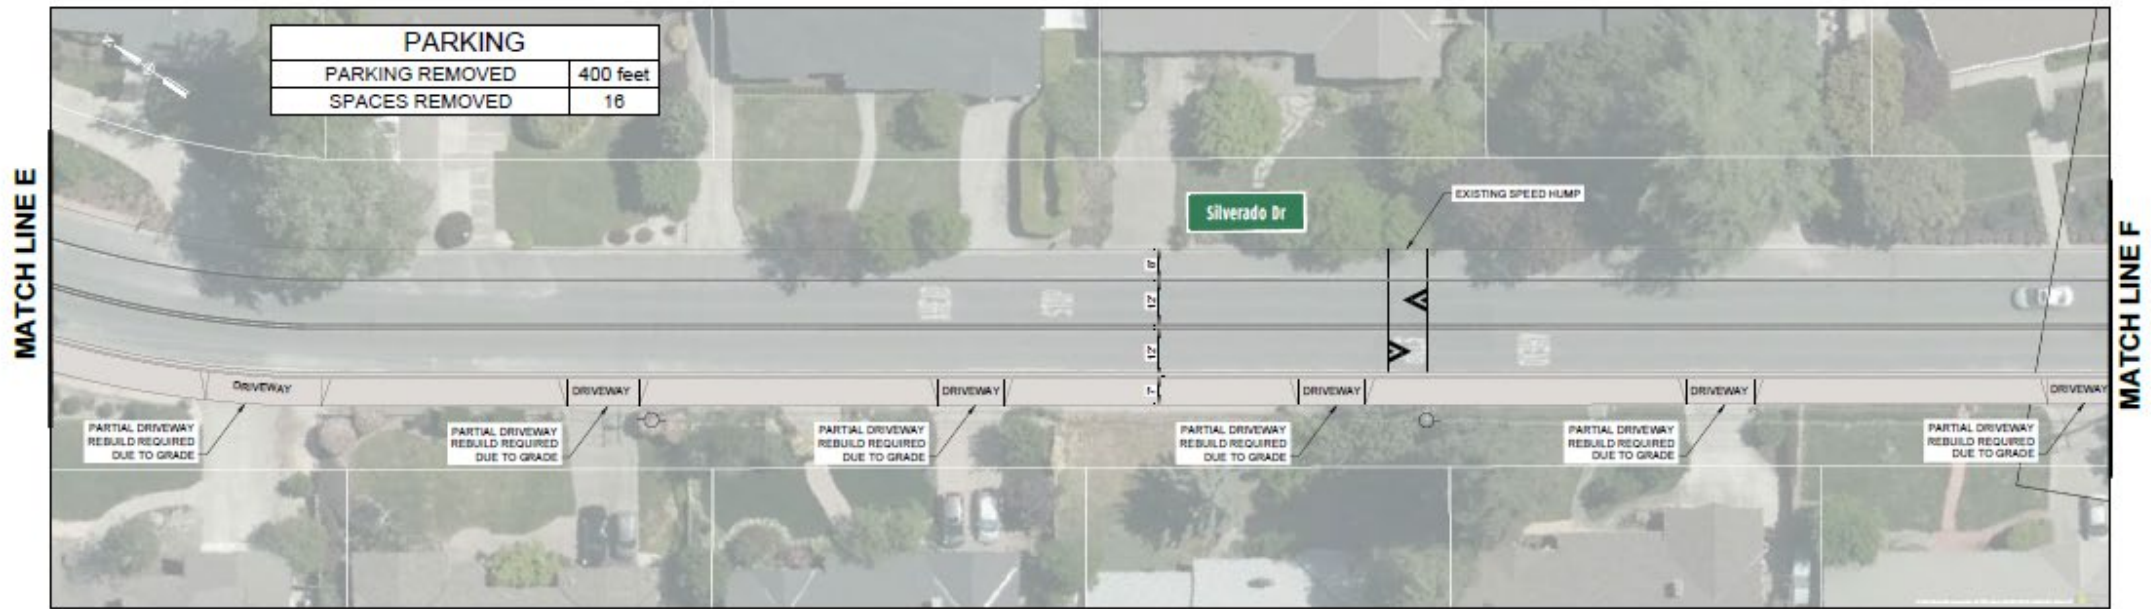 PARKING
PARKING REMOVED 400 feet
SPACES REMOVED 16
N
MATCH LINE E
MATCH LINE F
Silverado Dr
EXISTING SPEED HUMP
8'
12'
12'
7'
AHEAD
STOP
DRIVEWAY
DRIVEWAY
DRIVEWAY
DRIVEWAY
DRIVEWAY
DRIVEWAY
PARTIAL DRIVEWAY
REBUILD REQUIRED
DUE TO GRADE
PARTIAL DRIVEWAY
REBUILD REQUIRED
DUE TO GRADE
PARTIAL DRIVEWAY
REBUILD REQUIRED
DUE TO GRADE
PARTIAL DRIVEWAY
REBUILD REQUIRED
DUE TO GRADE
PARTIAL DRIVEWAY
REBUILD REQUIRED
DUE TO GRADE
PARTIAL DRIVEWAY
REBUILD REQUIRED
DUE TO GRADE